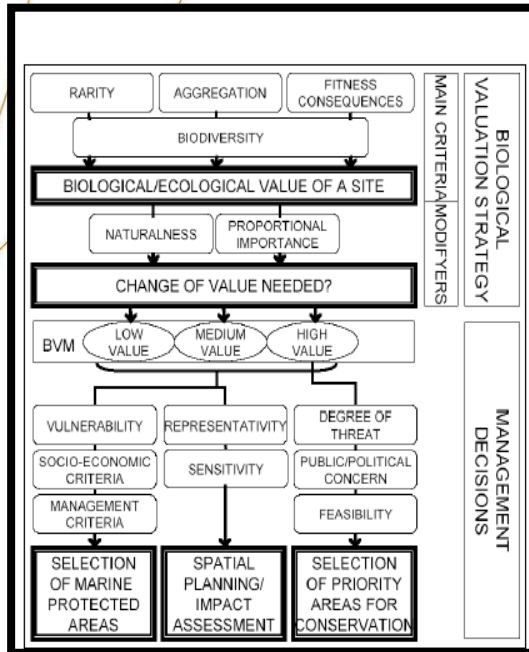 RARITY
AGGREGATION
FITNESS
CONSEQUENCES
BIODIVERSITY
BIOLOGICAL/ECOLOGICAL VALUE OF A SITE
NATURALNESS
PROPORTIONAL
IMPORTANCE
CHANGE OF VALUE NEEDED?
MAIN CRITERIA
MODIFYERS
BIOLOGICAL
VALUATION STRATEGY
BVM
LOW
VALUE
MEDIUM
VALUE
HIGH
VALUE
VULNERABILITY
REPRESENTATIVITY
DEGREE OF
THREAT
SOCIO-ECONOMIC
CRITERIA
SENSITIVITY
PUBLIC/POLITICAL
CONCERN
MANAGEMENT
CRITERIA
FEASIBILITY
SELECTION
OF MARINE
PROTECTED
AREAS
SPATIAL
PLANNING/
IMPACT
ASSESSMENT
SELECTION
OF PRIORITY
AREAS FOR
CONSERVATION
MANAGEMENT
DECISIONS